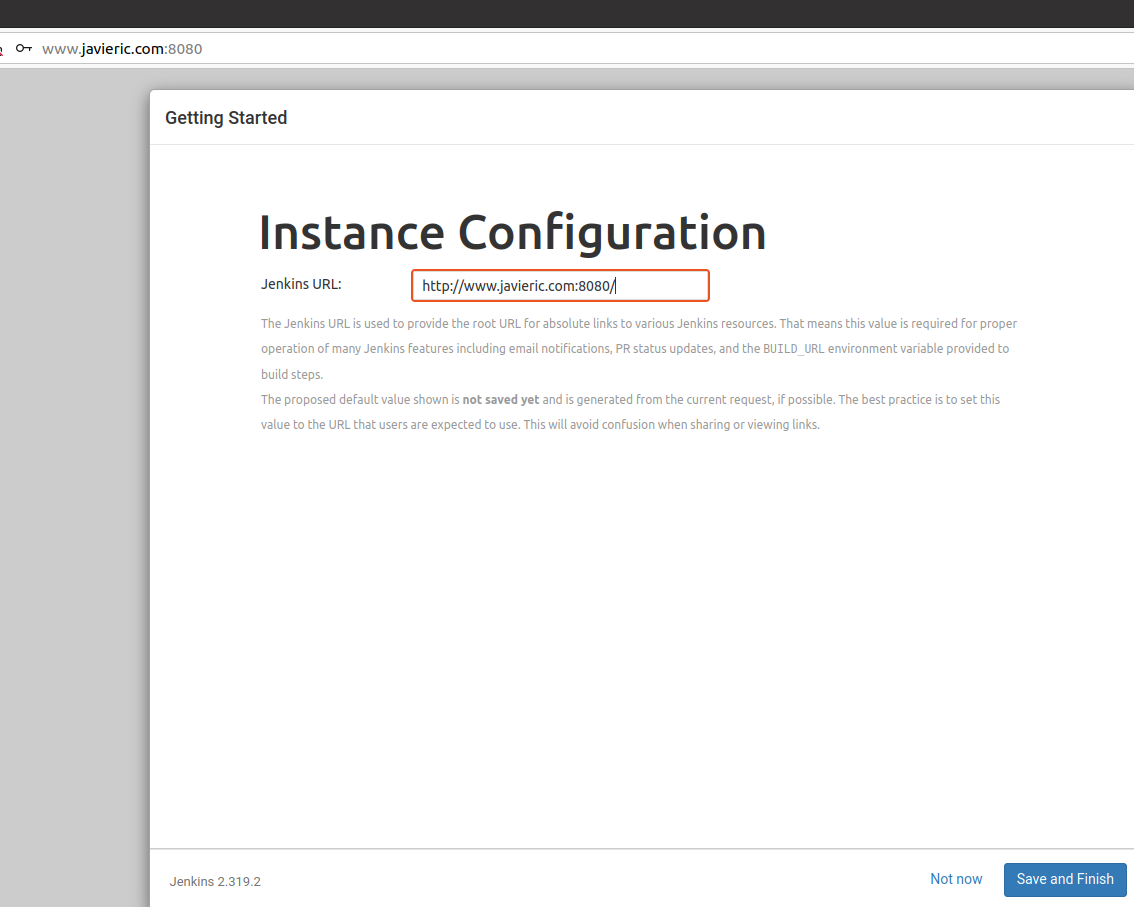 www.javieric.com:8080
Getting Started
Instance Configuration
Jenkins URL:
http://www.javieric.com:8080/
The Jenkins URL is used to provide the root URL for absolute links to various Jenkins resources. That means this value is required for proper
operation of many Jenkins features including email notifications, PR status updates, and the BUILD_URL environment variable provided to
build steps.
The proposed default value shown is not saved yet and is generated from the current request, if possible. The best practice is to set this
value to the URL that users are expected to use. This will avoid confusion when sharing or viewing links.
Jenkins 2.319.2
Not now
Save and Finish